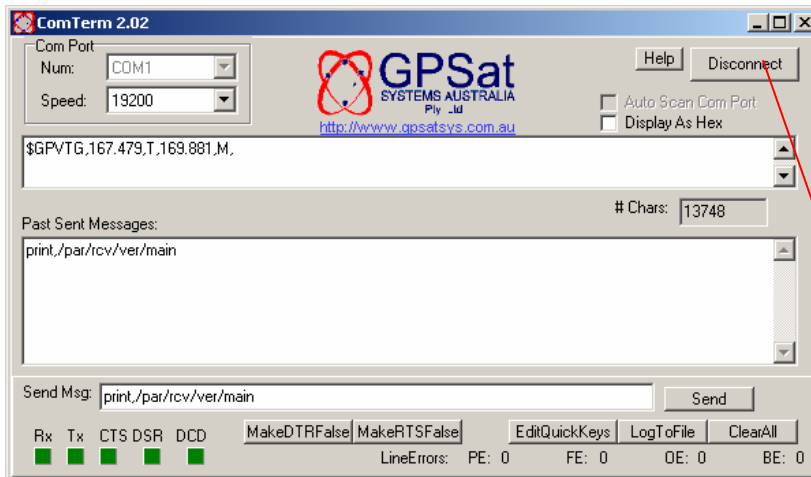 ComTerm 2.02
Com Port
Num: COM1
Speed: 19200
GPSat
SYSTEMS AUSTRALIA
Pty Ltd
http://www.gpsatsys.com.au
Help Disconnect
Auto Scan Com Port
Display As Hex
$GPVTG,167.479,T,169.881,M,
# Chars: 13748
Past Sent Messages:
print,/par/rcv/ver/main
Send Msg: print,/par/rcv/ver/main Send
Rx Tx CTS DSR DCD MakeDTRFalse MakeRTSFalse EditQuickKeys LogToFile ClearAll
LineErrors: PE: 0 FE: 0 OE: 0 BE: 0